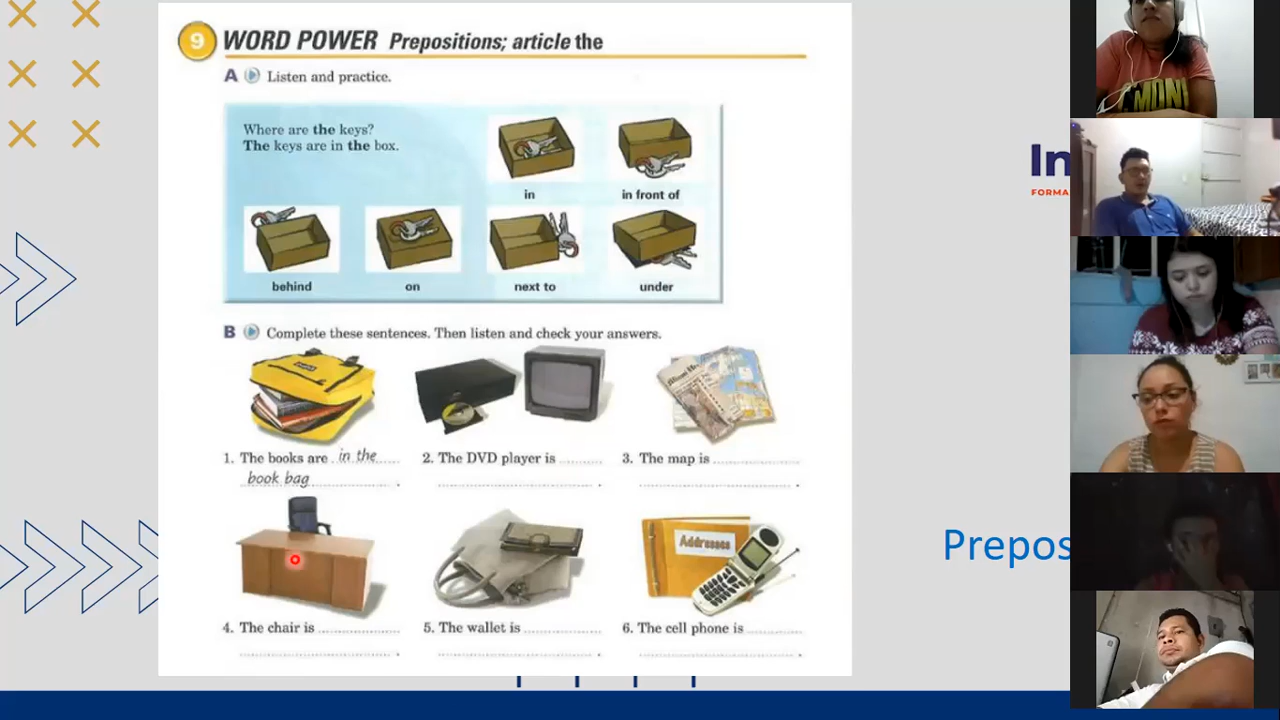 9 WORD POWER Prepositions; article the
A Listen and practice.
Where are the keys?
The keys are in the box.
in
in front of
behind
on
next to
under
B Complete these sentences. Then listen and check your answers.
1. The books are in the
book bag.
2. The DVD player is
3. The map is
Addresses
4. The chair is
5. The wallet is
6. The cell phone is
In
FORMA
Prepos